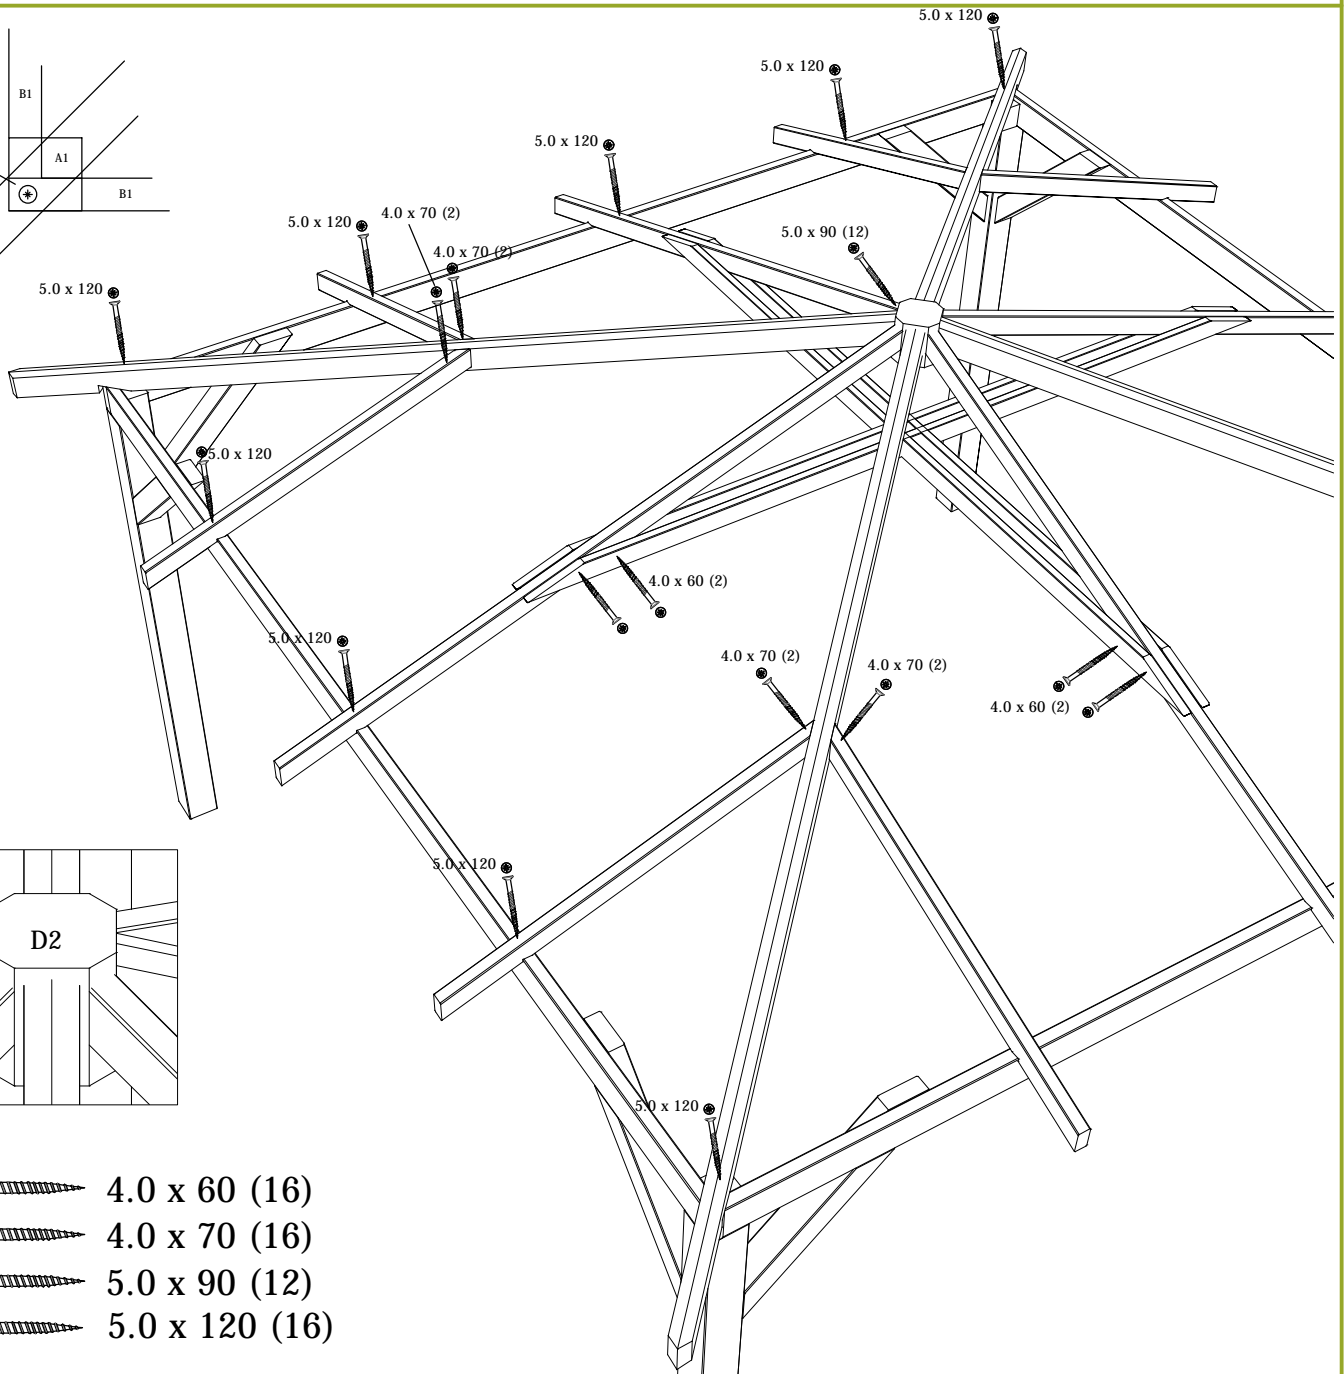 5.0 x 120
5.0 x 120
B1
5.0 x 120
A1
B1
5.0 x 120
4.0 x 70 (2)
5.0 x 90 (12)
4.0 x 70 (2)
5.0 x 120
5.0 x 120
4.0 x 60 (2)
5.0 x 120
4.0 x 70 (2)
4.0 x 70 (2)
4.0 x 60 (2)
5.0 x 120
D2
5.0 x 120
4.0 x 60 (16)
4.0 x 70 (16)
5.0 x 90 (12)
5.0 x 120 (16)